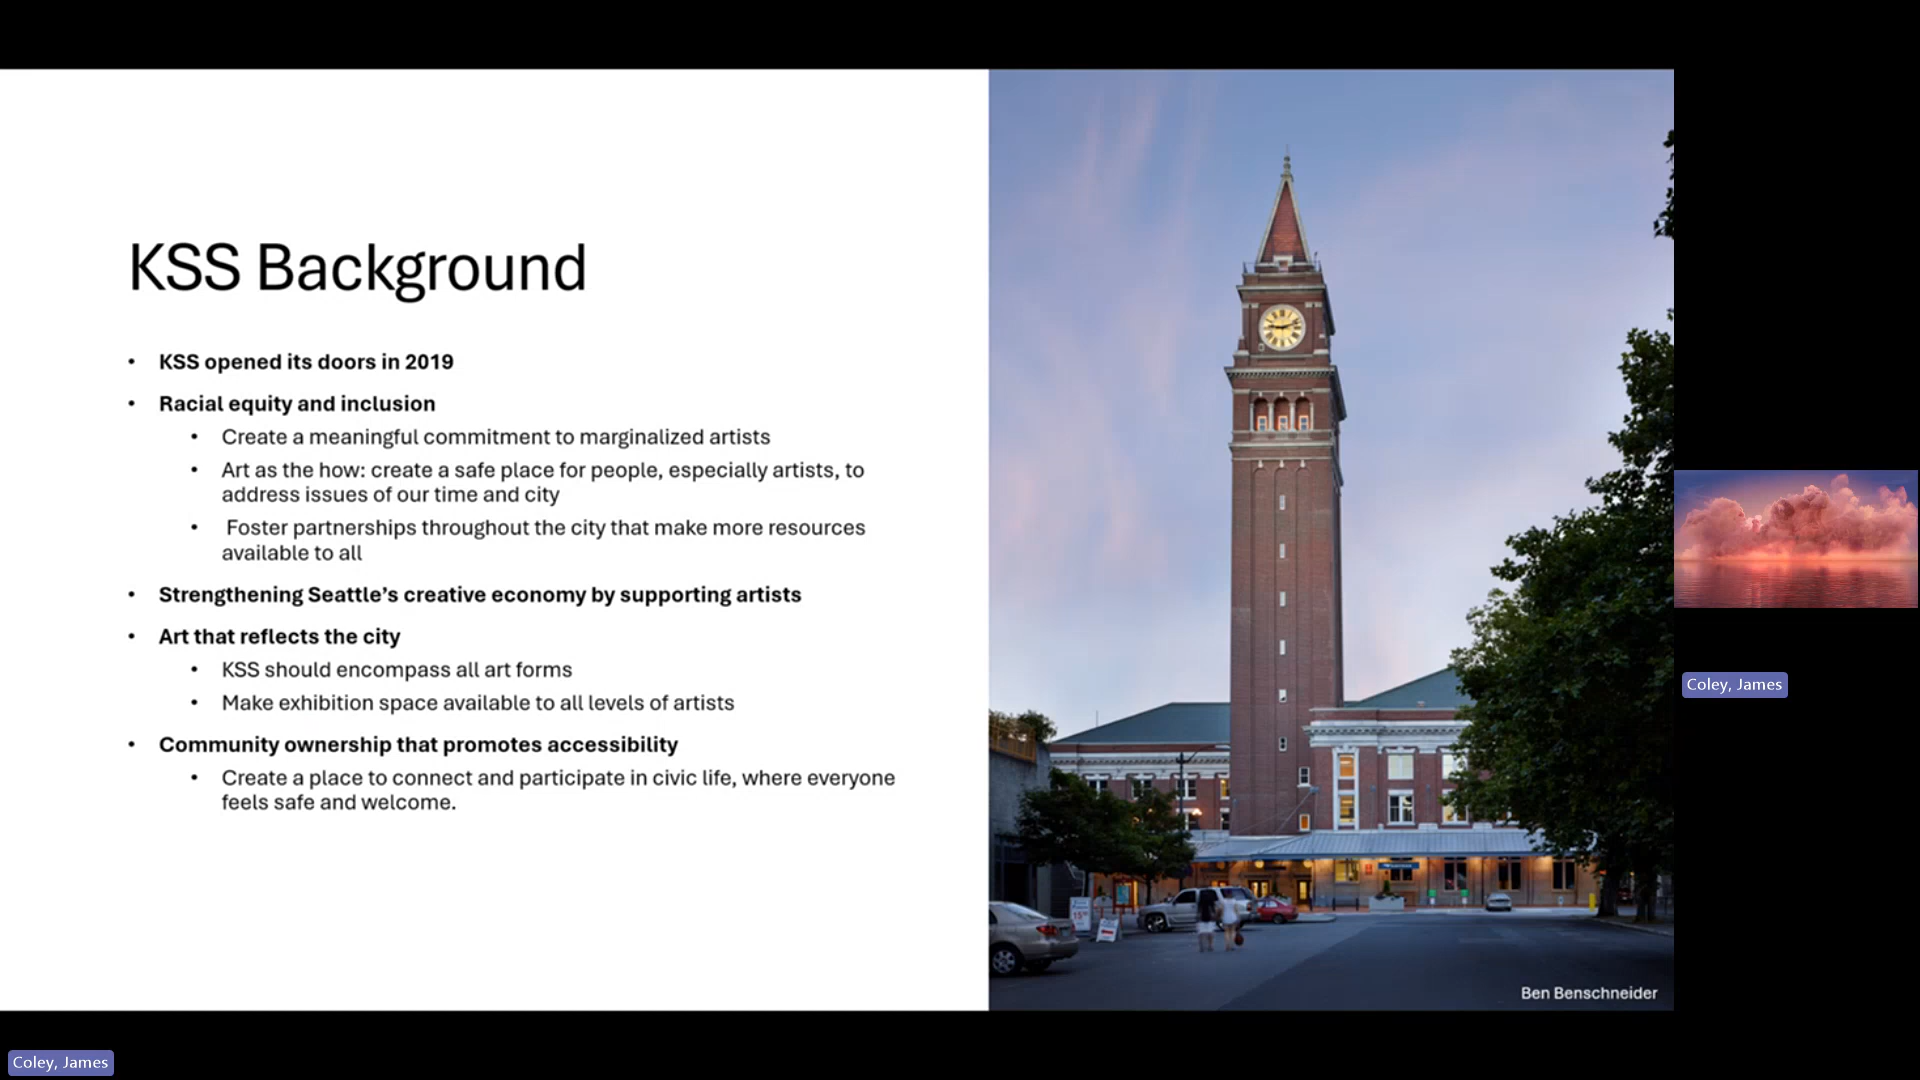 KSS Background
• KSS opened its doors in 2019
• Racial equity and inclusion
• Create a meaningful commitment to marginalized artists
• Art as the how: create a safe place for people, especially artists, to
address issues of our time and city
• Foster partnerships throughout the city that make more resources
available to all
• Strengthening Seattle’s creative economy by supporting artists
• Art that reflects the city
• KSS should encompass all art forms
• Make exhibition space available to all levels of artists
• Community ownership that promotes accessibility
• Create a place to connect and participate in civic life, where everyone
feels safe and welcome.
Ben Benschneider
Coley, James
Coley, James